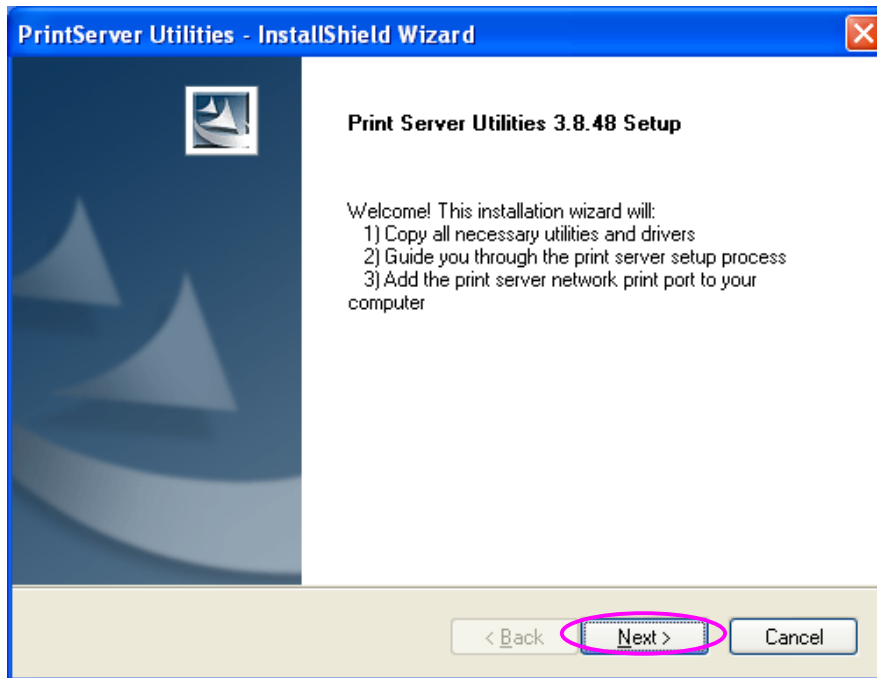 PrintServer Utilities - InstallShield Wizard
Print Server Utilities 3.8.48 Setup
Welcome! This installation wizard will:
1) Copy all necessary utilities and drivers
2) Guide you through the print server setup process
3) Add the print server network print port to your
computer
< Back Next > Cancel